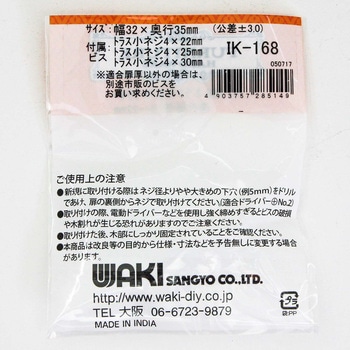 サイズ:幅32×奥行35mm (公差±3.0)
付属:トラス小ネジ4×22mm
ビス トラス小ネジ4×25mm
トラス小ネジ4×30mm
IK-168
050717
※適合扉厚以外の場合は、
別途市販のビスを
お買い求めください。
4 903757 285149
ご使用上の注意
●新規に取り付ける際はネジ径よりやや大きめの下穴(例5mm)をドリル
であけ、扉の裏側からネジで取り付けてください。(適合ドライバー⊕No.2)
●取り付けの際、電動ドライバーなどを使用し強く締めすぎるとビスの破損
や木割れが生じる恐れがありますのでご注意ください。
●取り付けた後、木部にしっかり固定されていることをご確認ください。
●本商品は改良等の目的から仕様・寸法などを予告無しに変更する場合
があります。
WAKI SANGYO CO.,LTD.
http://www.waki-diy.co.jp
TEL 大阪 06-6723-9879
MADE IN INDIA
プラ
袋:PP